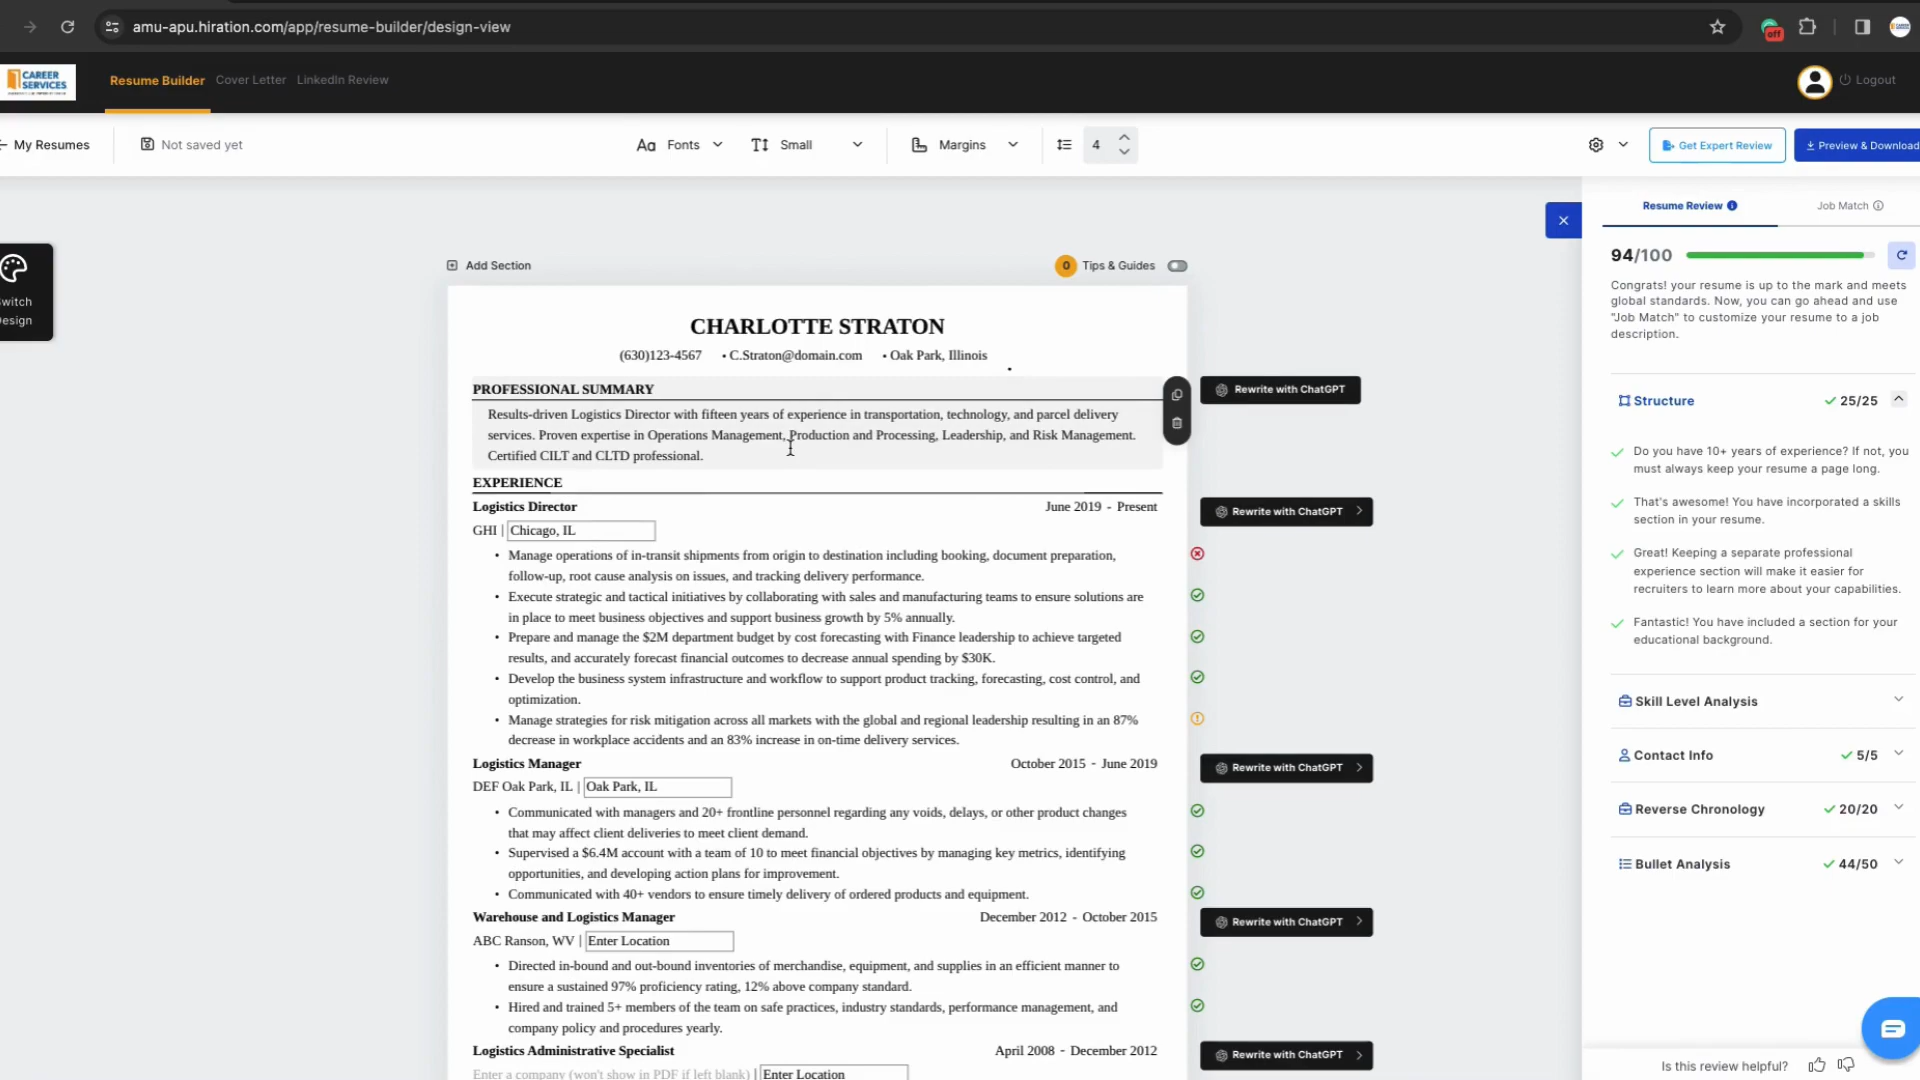 amu-apu.hiration.com/app/resume-builder/design-view
off
CAREER
SERVICES
Resume Builder
Cover Letter
LinkedIn Review
Logout
My Resumes
Not saved yet
Fonts
Small
Margins
4
Get Expert Review
Preview & Download
Switch
Design
Add Section
0
Tips & Guides
CHARLOTTE STRATON
(630)123-4567 • C.Straton@domain.com • Oak Park, Illinois
•
PROFESSIONAL SUMMARY
Results-driven Logistics Director with fifteen years of experience in transportation, technology, and parcel delivery
services. Proven expertise in Operations Management, Production and Processing, Leadership, and Risk Management.
Certified CILT and CLTD professional.
Rewrite with ChatGPT
EXPERIENCE
Logistics Director June 2019 - Present
Rewrite with ChatGPT
GHI | Chicago, IL
• Manage operations of in-transit shipments from origin to destination including booking, document preparation,
follow-up, root cause analysis on issues, and tracking delivery performance.
• Execute strategic and tactical initiatives by collaborating with sales and manufacturing teams to ensure solutions are
in place to meet business objectives and support business growth by 5% annually.
• Prepare and manage the $2M department budget by cost forecasting with Finance leadership to achieve targeted
results, and accurately forecast financial outcomes to decrease annual spending by $30K.
• Develop the business system infrastructure and workflow to support product tracking, forecasting, cost control, and
optimization.
• Manage strategies for risk mitigation across all markets with the global and regional leadership resulting in an 87%
decrease in workplace accidents and an 83% increase in on-time delivery services.
Logistics Manager October 2015 - June 2019
Rewrite with ChatGPT
DEF Oak Park, IL | Oak Park, IL
• Communicated with managers and 20+ frontline personnel regarding any voids, delays, or other product changes
that may affect client deliveries to meet client demand.
• Supervised a $6.4M account with a team of 10 to meet financial objectives by managing key metrics, identifying
opportunities, and developing action plans for improvement.
• Communicated with 40+ vendors to ensure timely delivery of ordered products and equipment.
Warehouse and Logistics Manager December 2012 - October 2015
Rewrite with ChatGPT
ABC Ranson, WV | Enter Location
• Directed in-bound and out-bound inventories of merchandise, equipment, and supplies in an efficient manner to
ensure a sustained 97% proficiency rating, 12% above company standard.
• Hired and trained 5+ members of the team on safe practices, industry standards, performance management, and
company policy and procedures yearly.
Logistics Administrative Specialist April 2008 - December 2012
Rewrite with ChatGPT
Enter a company (won't show in PDF if left blank) | Enter Location
Resume Review
Job Match
94/100
Congrats! your resume is up to the mark and meets
global standards. Now, you can go ahead and use
"Job Match" to customize your resume to a job
description.
Structure 25/25
Do you have 10+ years of experience? If not, you
must always keep your resume a page long.
That's awesome! You have incorporated a skills
section in your resume.
Great! Keeping a separate professional
experience section will make it easier for
recruiters to learn more about your capabilities.
Fantastic! You have included a section for your
educational background.
Skill Level Analysis
Contact Info 5/5
Reverse Chronology 20/20
Bullet Analysis 44/50
Is this review helpful?